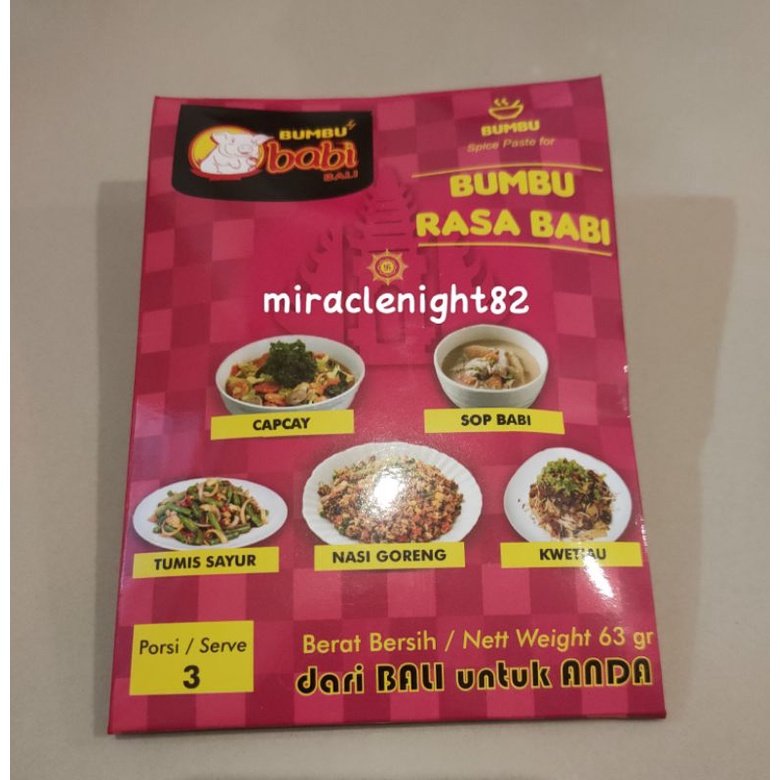 BUMBU
babi
BALI
BUMBU
Spice Paste for
BUMBU
RASA BABI
miraclenight82
CAPCAY
SOP BABI
TUMIS SAYUR
NASI GORENG
KWETIAU
Porsi / Serve
3
Berat Bersih / Nett Weight 63 gr
dari BALI untuk ANDA